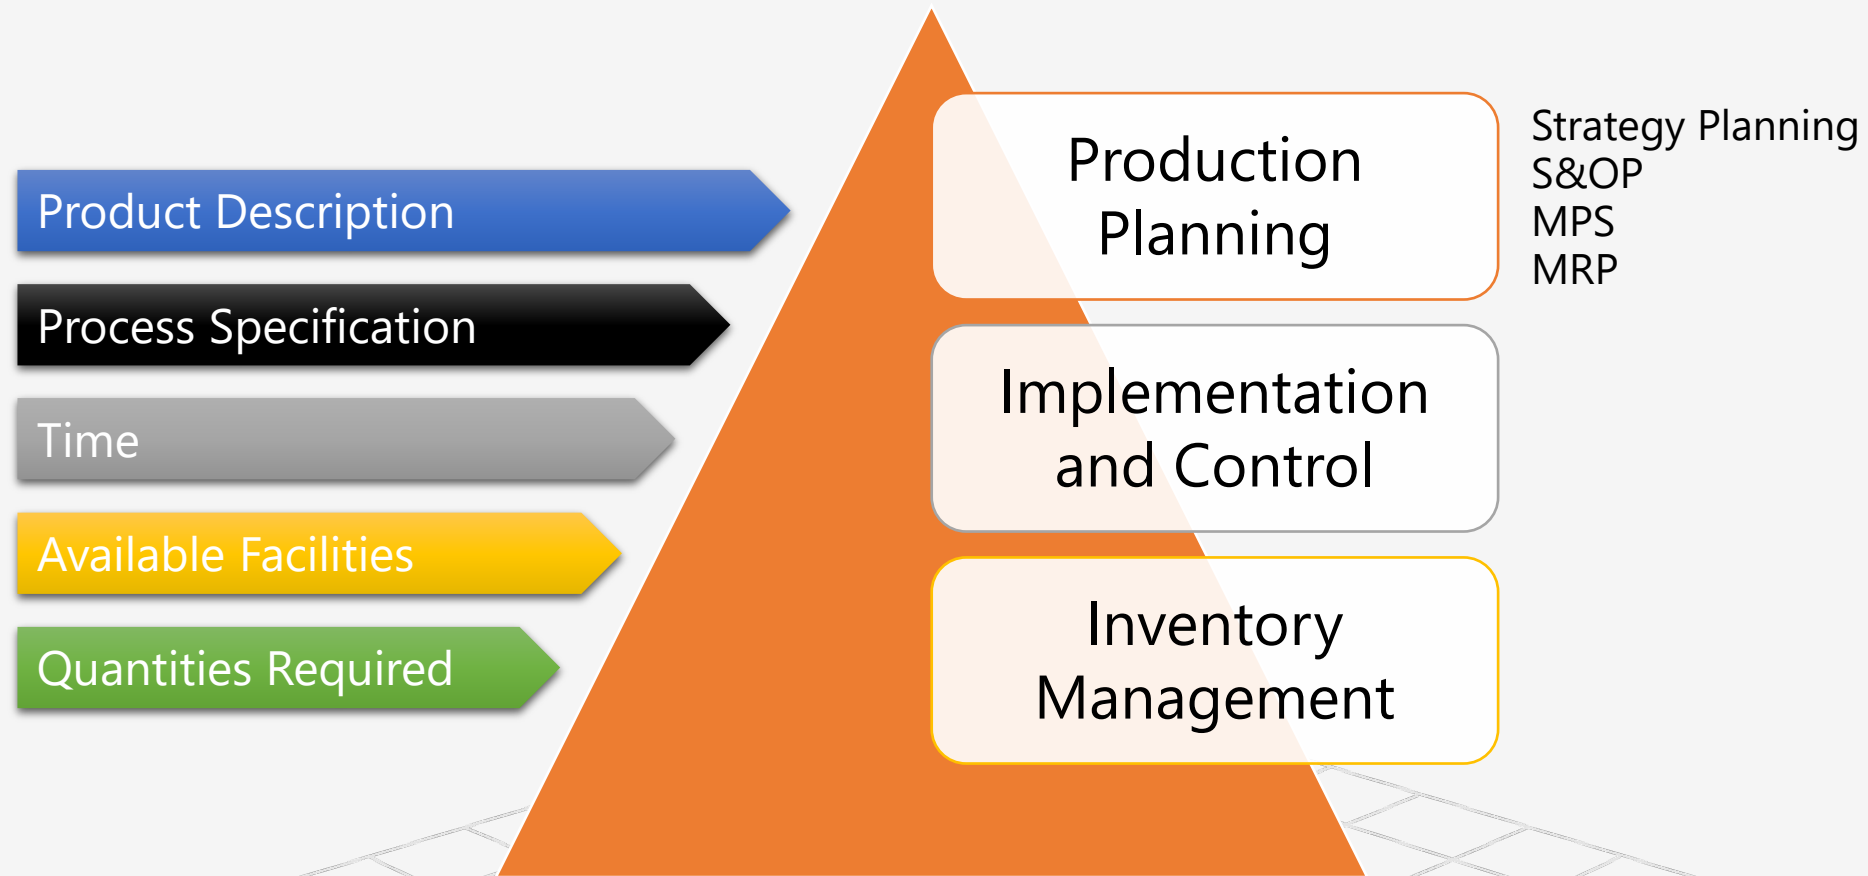 Product Description
Process Specification
Time
Available Facilities
Quantities Required
Production
Planning
Implementation
and Control
Inventory
Management
Strategy Planning
S&OP
MPS
MRP